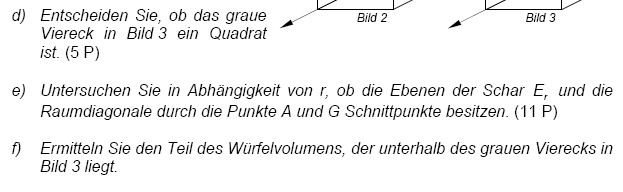 d) Entscheiden Sie, ob das graue
Viereck in Bild 3 ein Quadrat
ist. (5 P)
Bild 2
Bild 3
e) Untersuchen Sie in Abhängigkeit von r, ob die Ebenen der Schar Er und die
Raumdiagonale durch die Punkte A und G Schnittpunkte besitzen. (11 P)
f) Ermitteln Sie den Teil des Würfelvolumens, der unterhalb des grauen Vierecks in
Bild 3 liegt.